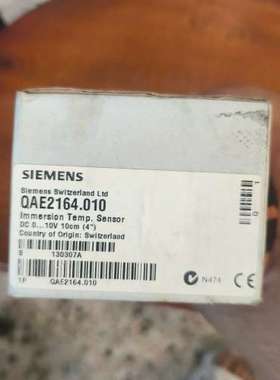 SIEMENS
Siemens Switzerland Ltd
QAE2164.010
Immersion Temp. Sensor
DC 0...10V 10cm (4")
Country of Origin: Switzerland
S 130307A
N474
1P QAE2164.010